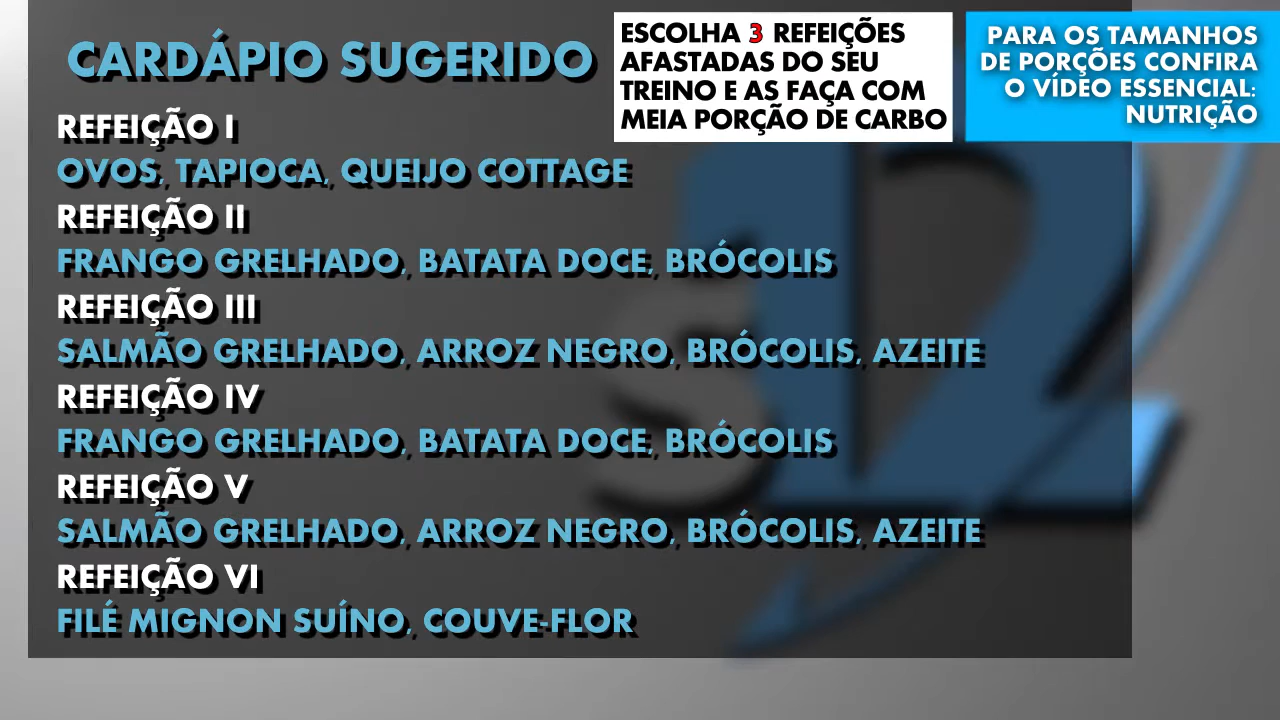 CARDÁPIO SUGERIDO
ESCOLHA 3 REFEIÇÕES
AFASTADAS DO SEU
TREINO E AS FAÇA COM
MEIA PORÇÃO DE CARBO
PARA OS TAMANHOS
DE PORÇÕES CONFIRA
O VÍDEO ESSENCIAL:
NUTRIÇÃO
REFEIÇÃO I
OVOS, TAPIOCA, QUEIJO COTTAGE
REFEIÇÃO II
FRANGO GRELHADO, BATATA DOCE, BRÓCOLIS
REFEIÇÃO III
SALMÃO GRELHADO, ARROZ NEGRO, BRÓCOLIS, AZEITE
REFEIÇÃO IV
FRANGO GRELHADO, BATATA DOCE, BRÓCOLIS
REFEIÇÃO V
SALMÃO GRELHADO, ARROZ NEGRO, BRÓCOLIS, AZEITE
REFEIÇÃO VI
FILÉ MIGNON SUÍNO, COUVE-FLOR